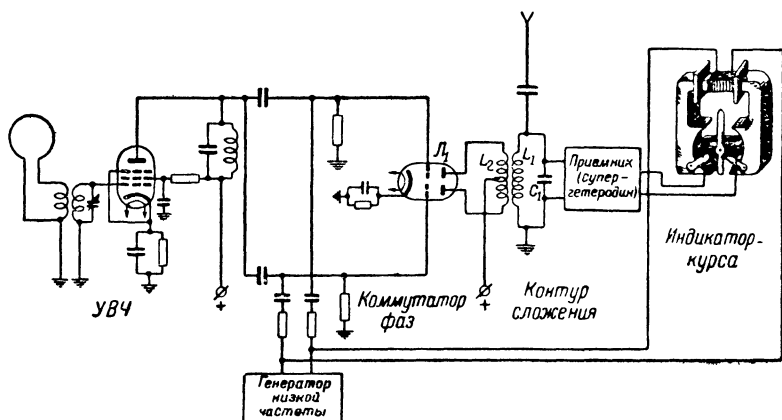 Л₁
L₂
L₁
C₁
Приемник
(супер-
гетеродин)
Индикатор-
курса
УВЧ
+
Коммутатор
фаз
+
Контур
сложения
Генератор
низкой
частоты